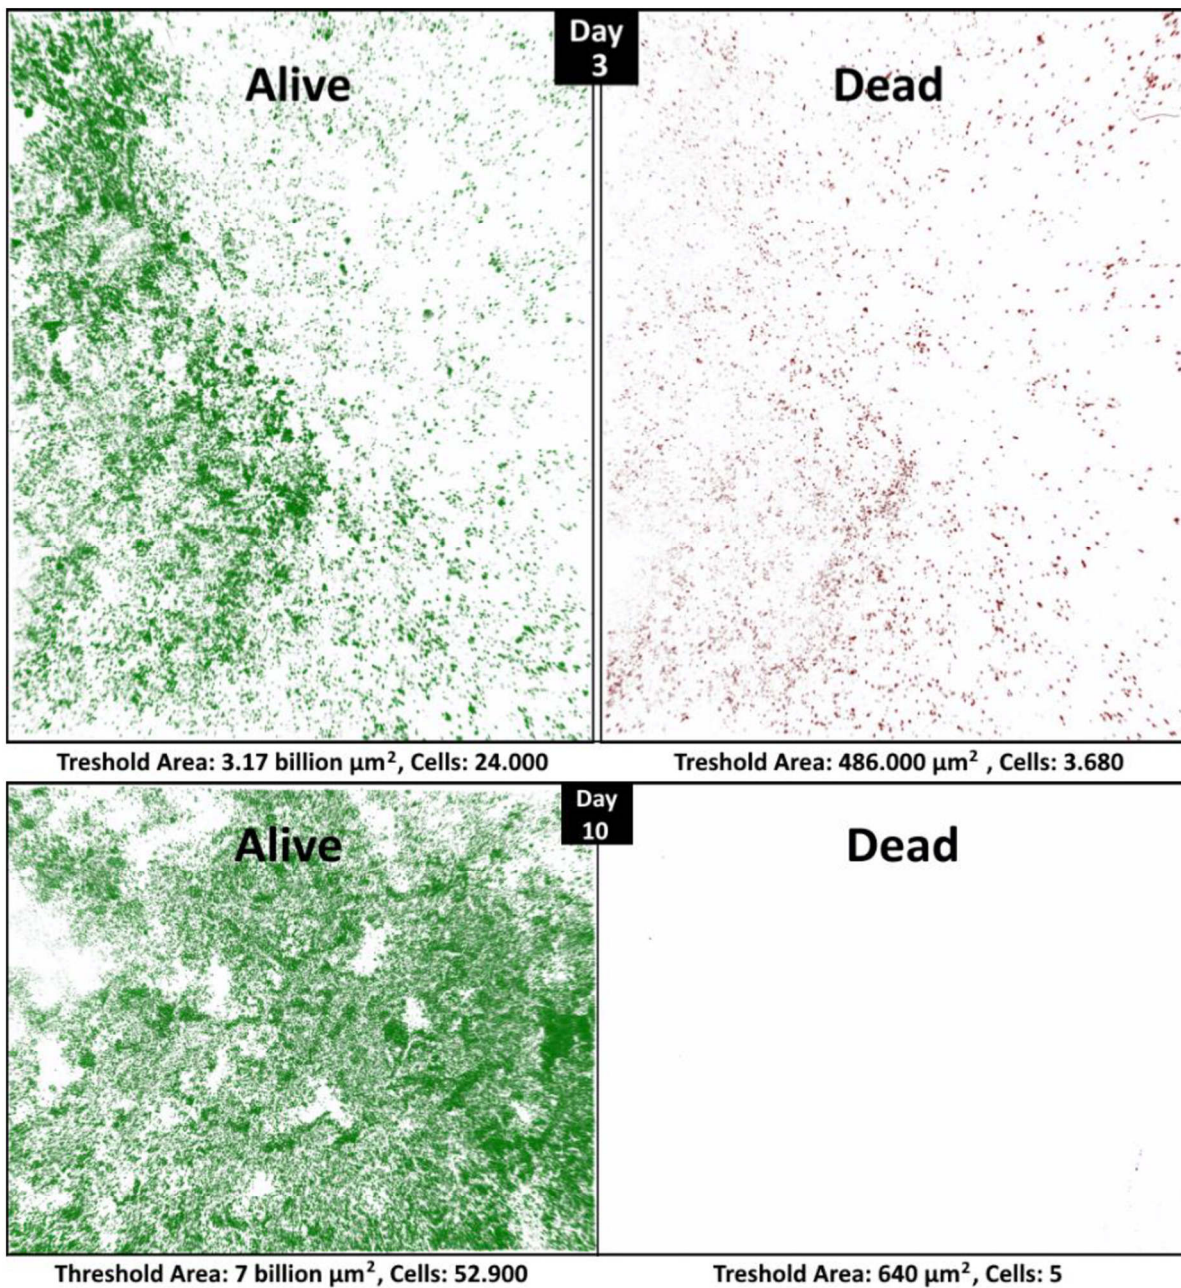 Day
3
Alive
Dead
Treshold Area: 3.17 billion µm², Cells: 24.000
Treshold Area: 486.000 µm² , Cells: 3.680
Day
10
Alive
Dead
Threshold Area: 7 billion µm², Cells: 52.900
Treshold Area: 640 µm², Cells: 5